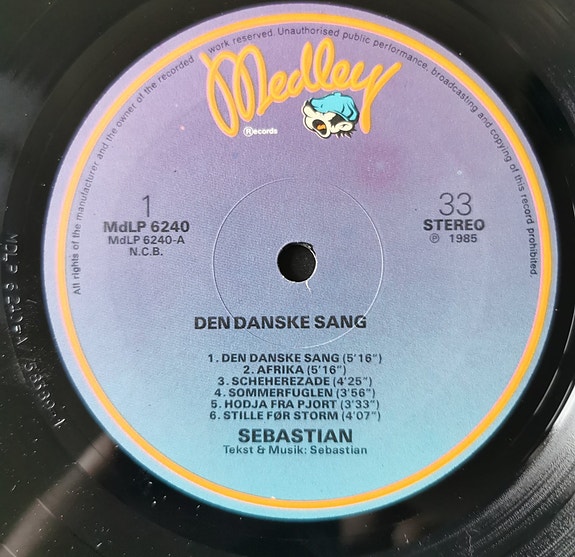 All rights of the manufacturer and the owner of the recorded work reserved. Unauthorised public performance, broadcasting and copying of this record prohibited.
Medley
Ⓡecords
1
MdLP 6240
MdLP 6240-A
N.C.B.
33
STEREO
Ⓟ 1985
DEN DANSKE SANG
1. DEN DANSKE SANG (5'16")
2. AFRIKA (5'16")
3. SCHEHEREZADE (4'25")
4. SOMMERFUGLEN (3'56")
5. HODJA FRA PJORT (3'33")
6. STILLE FØR STORM (4'07")
SEBASTIAN
Tekst & Musik: Sebastian